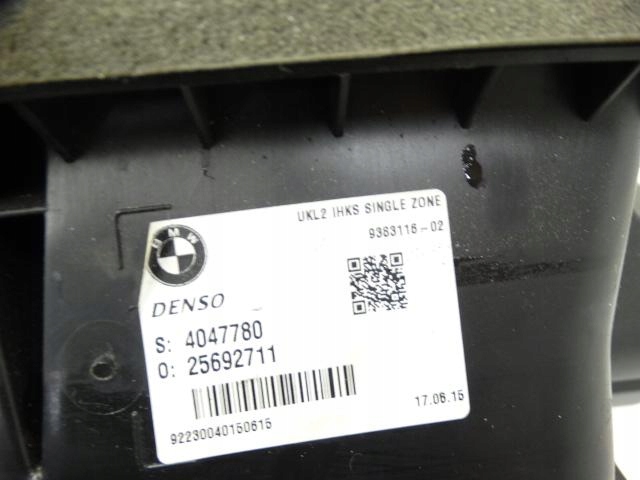 UKL2 IHKS SINGLE ZONE
9363116-02
BMW
DENSO
S: 4047780
O: 25692711
92230040150615
17.06.15